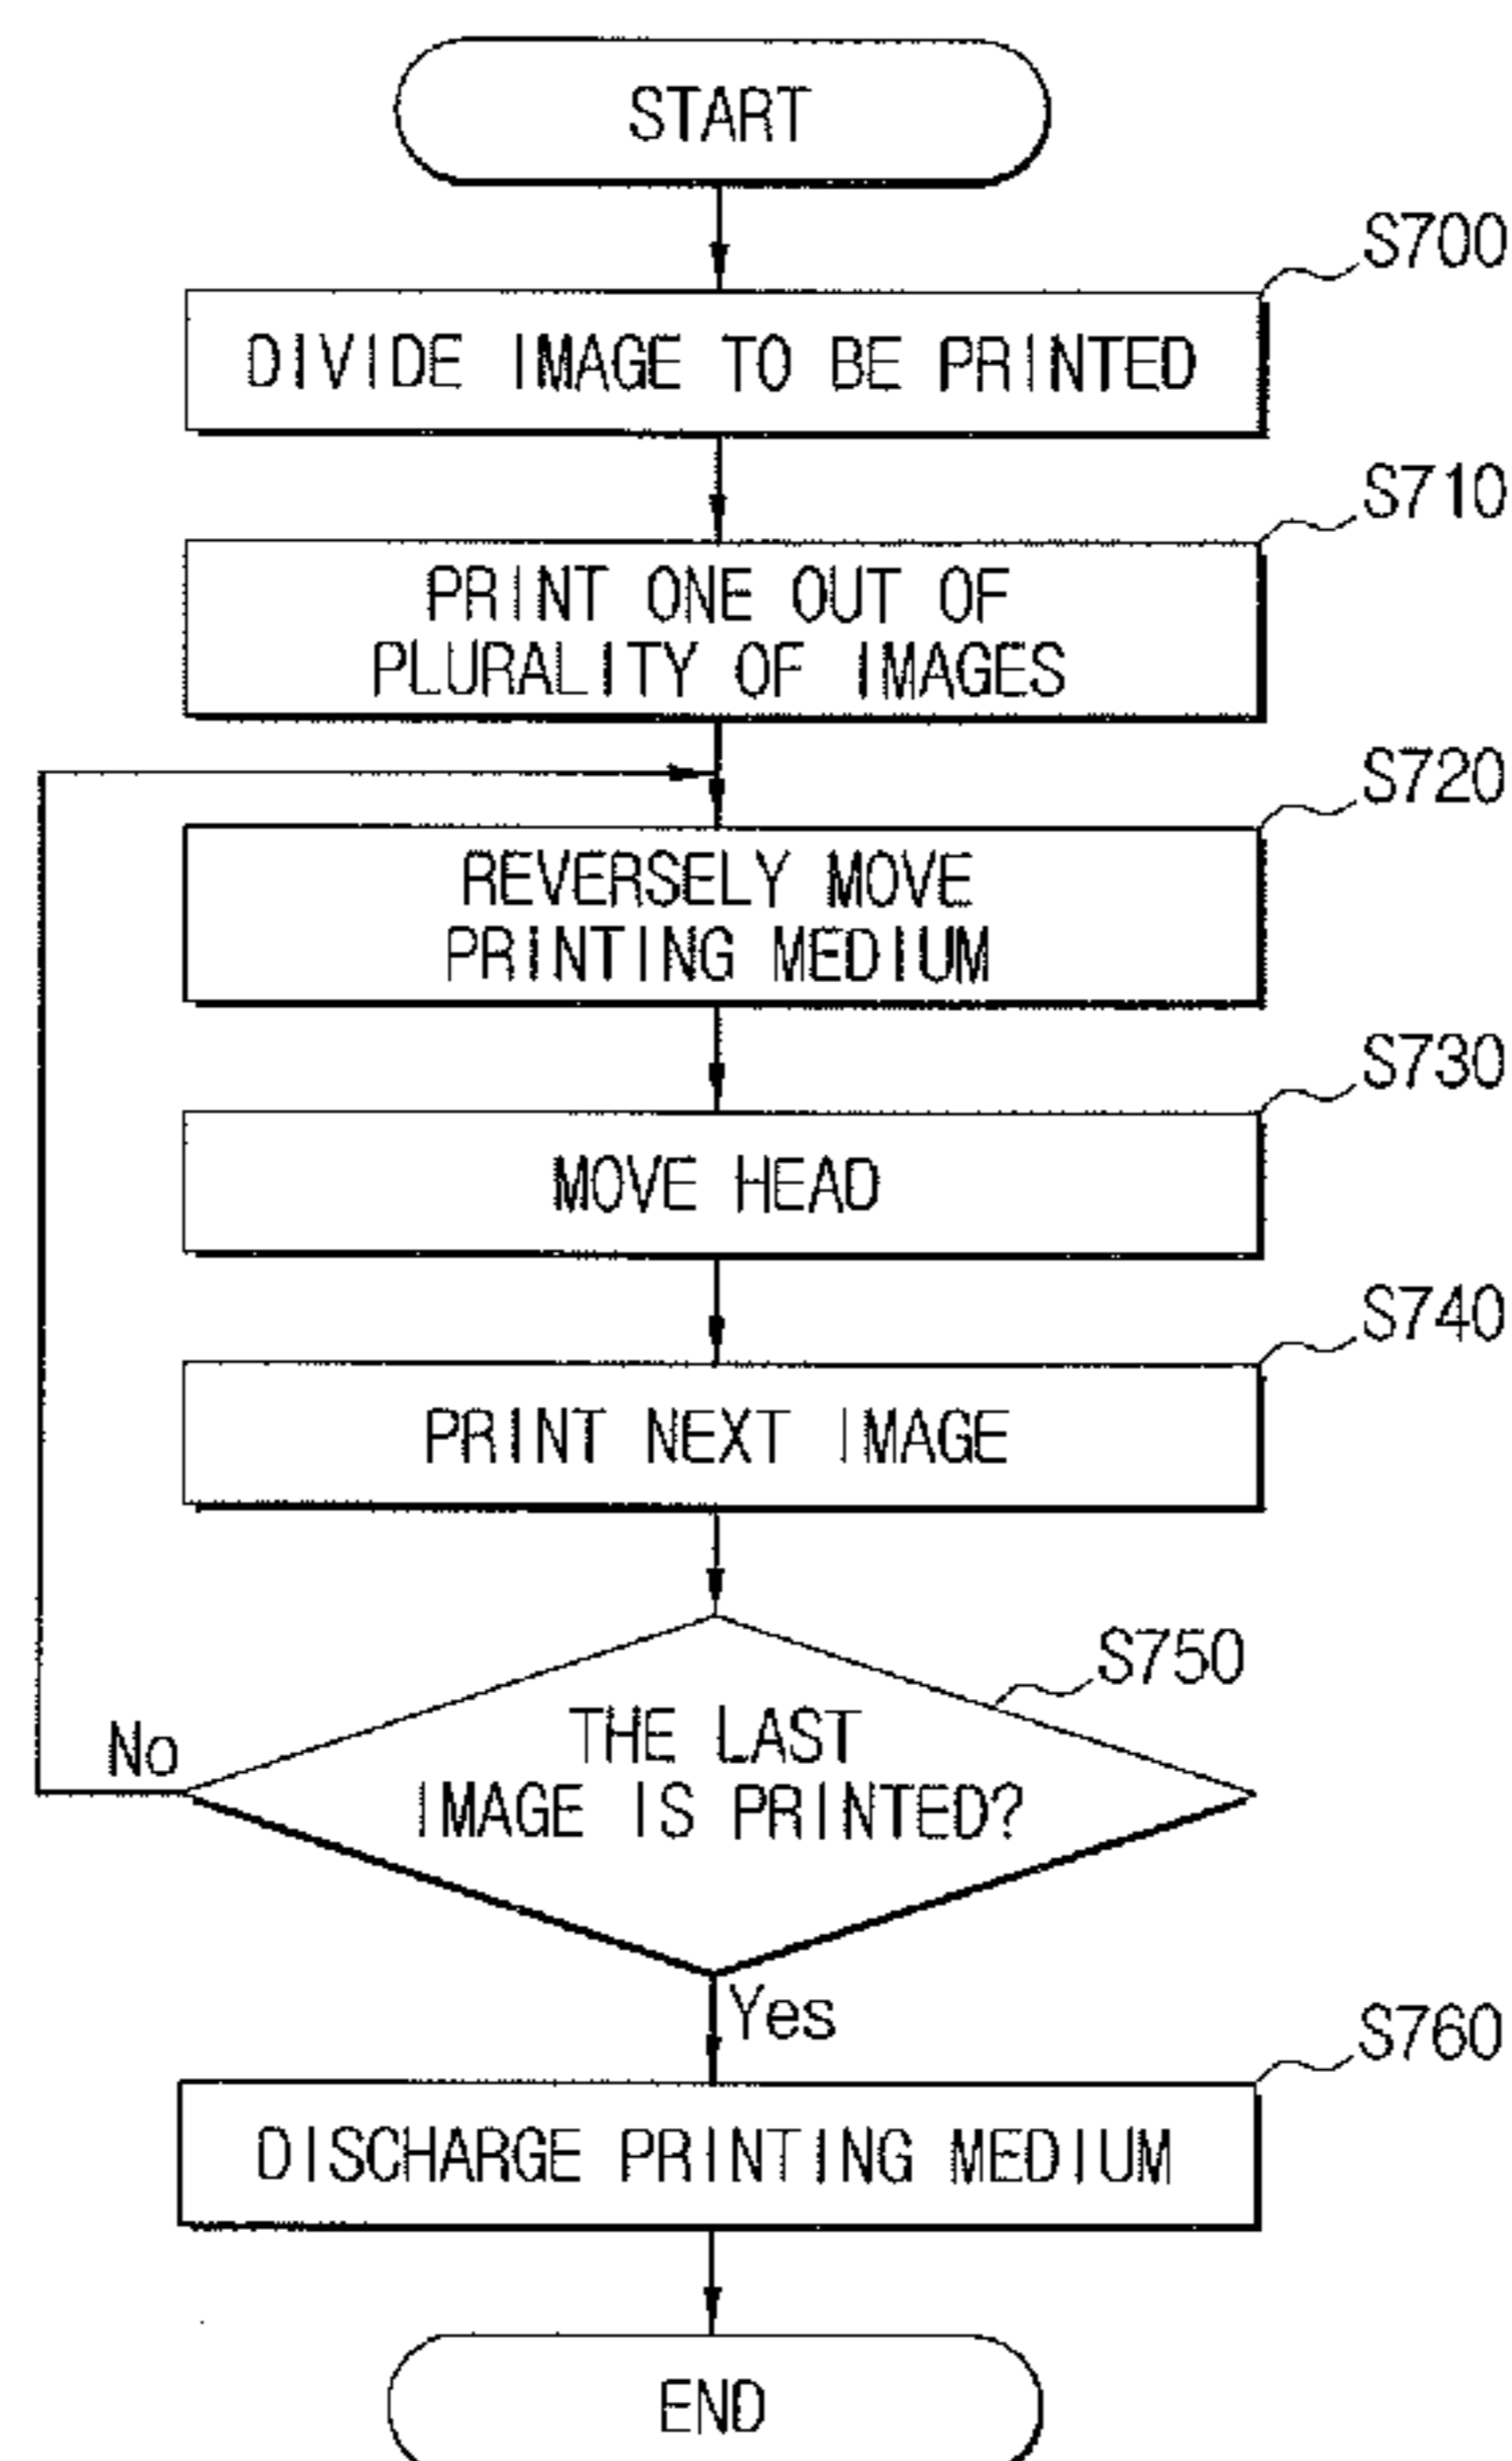 START
S700
DIVIDE IMAGE TO BE PRINTED
S710
PRINT ONE OUT OF
PLURALITY OF IMAGES
S720
REVERSELY MOVE
PRINTING MEDIUM
S730
MOVE HEAD
S740
PRINT NEXT IMAGE
S750
THE LAST
IMAGE IS PRINTED?
No
Yes
S760
DISCHARGE PRINTING MEDIUM
END